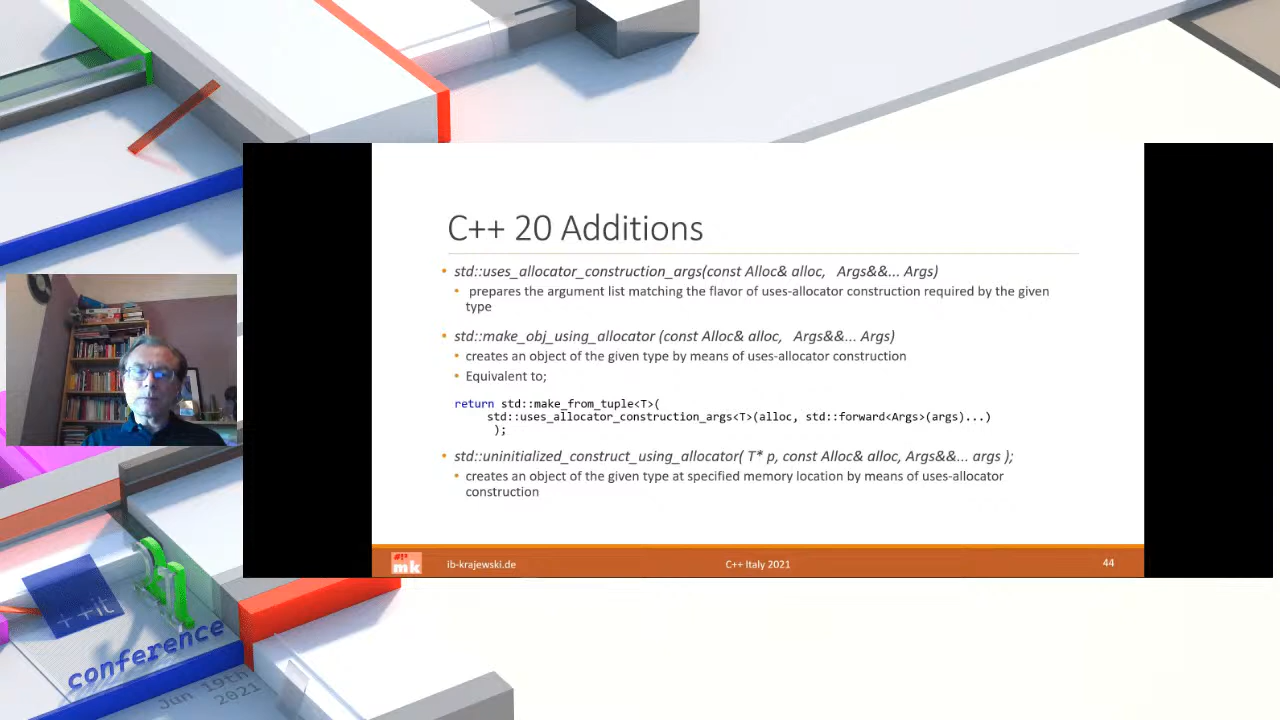 C++ 20 Additions
• std::uses_allocator_construction_args(const Alloc& alloc, Args&&... Args)
• prepares the argument list matching the flavor of uses-allocator construction required by the given
type
• std::make_obj_using_allocator (const Alloc& alloc, Args&&... Args)
• creates an object of the given type by means of uses-allocator construction
• Equivalent to;
return std::make_from_tuple<T>(
std::uses_allocator_construction_args<T>(alloc, std::forward<Args>(args)...)
);
• std::uninitialized_construct_using_allocator( T* p, const Alloc& alloc, Args&&... args );
• creates an object of the given type at specified memory location by means of uses-allocator
construction
mk
ib-krajewski.de
C++ Italy 2021
44
++it
conference
Jun 19th
2021